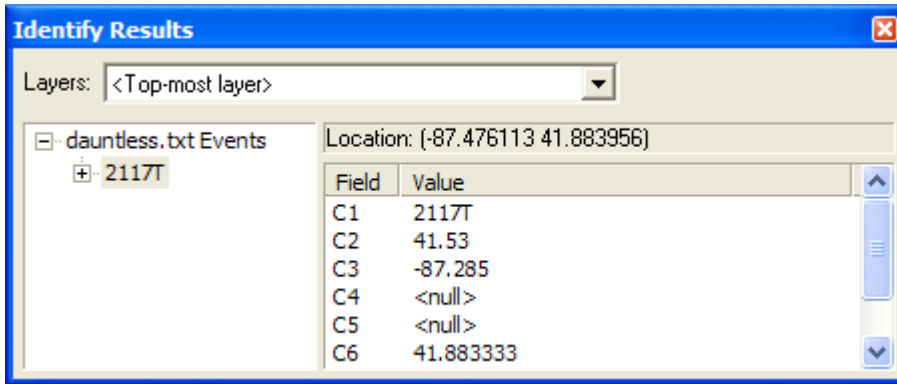 Identify Results
Layers: <Top-most layer>
dauntless.txt Events
2117T
Location: (-87.476113 41.883956)
Field Value
C1 2117T
C2 41.53
C3 -87.285
C4 <null>
C5 <null>
C6 41.883333